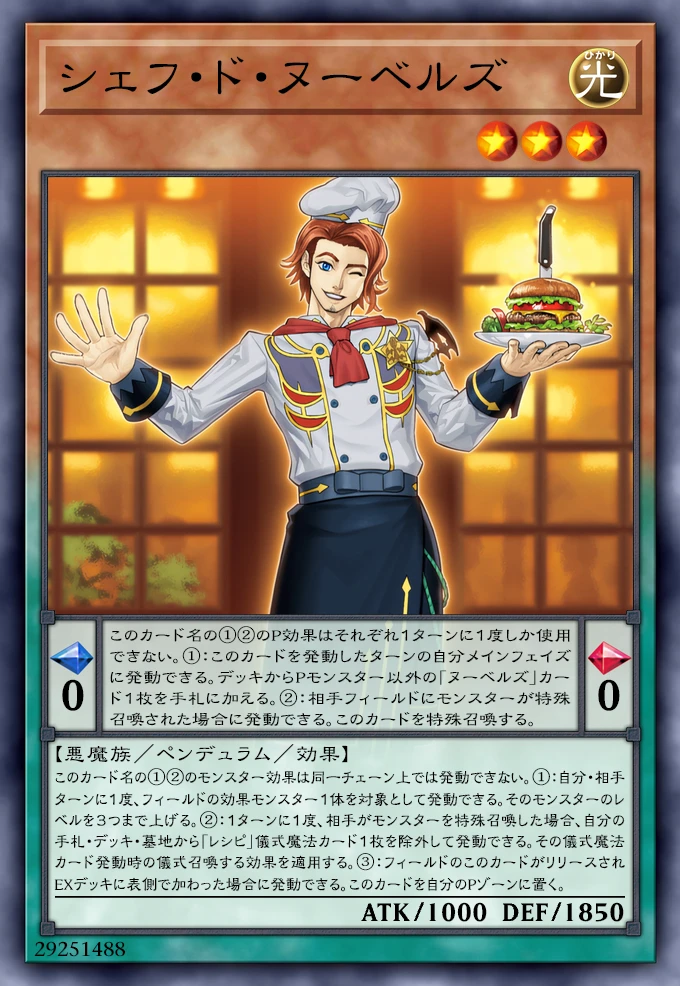 シェフ・ド・ヌーベルズ
ひかり
光
このカード名の①②のP効果はそれぞれ1ターンに1度しか使用
できない。①:このカードを発動したターンの自分メインフェイズ
に発動できる。デッキからPモンスター以外の「ヌーベルズ」カー
ド1枚を手札に加える。②:相手フィールドにモンスターが特殊
召喚された場合に発動できる。このカードを特殊召喚する。
0
0
【悪魔族/ペンデュラム/効果】
このカード名の①②のモンスター効果は同一チェーン上では発動できない。①:自分・相手
ターンに1度、フィールドの効果モンスター1体を対象として発動できる。そのモンスターのレ
ベルを3つまで上げる。②:1ターンに1度、相手がモンスターを特殊召喚した場合、自分の
手札・デッキ・墓地から「レシピ」儀式魔法カード1枚を除外して発動できる。その儀式魔法
カード発動時の儀式召喚する効果を適用する。③:フィールドのこのカードがリリースされ
EXデッキに表側で加わった場合に発動できる。このカードを自分のPゾーンに置く。
ATK/1000 DEF/1850
29251488